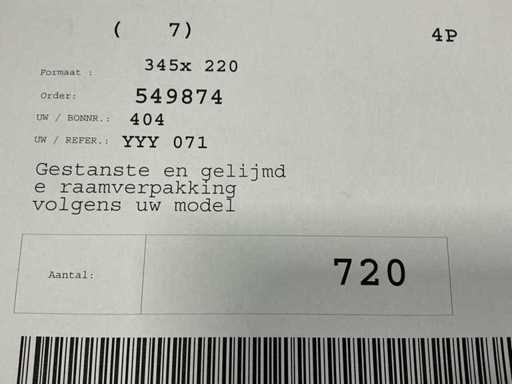 ( 7) 4P
Formaat : 345x 220
Order: 549874
UW / BONNR.: 404
UW / REFER.: YYY 071
Gestanste en gelijmd
e raamverpakking
volgens uw model
Aantal: 720